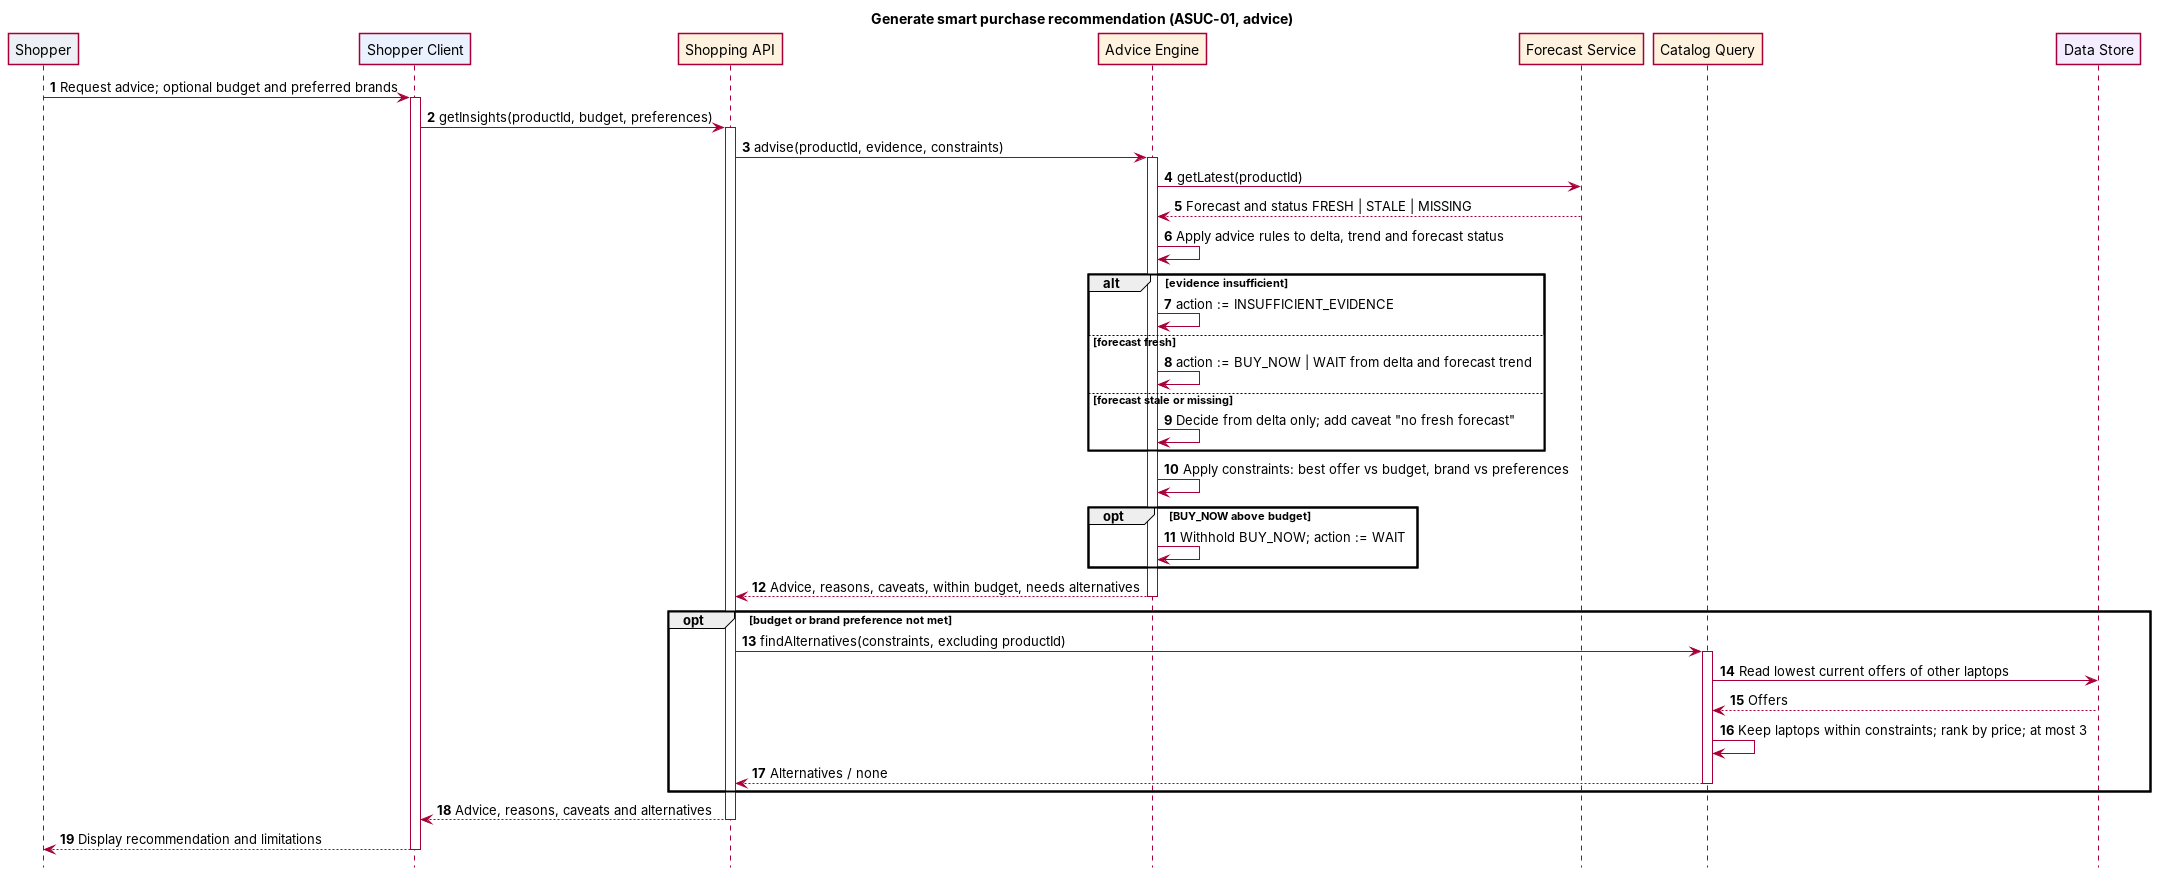 Generate smart purchase recommendation (ASUC-01, advice)
Shopper
Shopper Client
Shopping API
Advice Engine
Forecast Service
Catalog Query
Data Store
1 Request advice; optional budget and preferred brands
2 getInsights(productId, budget, preferences)
3 advise(productId, evidence, constraints)
4 getLatest(productId)
5 Forecast and status FRESH | STALE | MISSING
6 Apply advice rules to delta, trend and forecast status
alt [evidence insufficient]
7 action := INSUFFICIENT_EVIDENCE
[forecast fresh]
8 action := BUY_NOW | WAIT from delta and forecast trend
[forecast stale or missing]
9 Decide from delta only; add caveat "no fresh forecast"
10 Apply constraints: best offer vs budget, brand vs preferences
opt [BUY_NOW above budget]
11 Withhold BUY_NOW; action := WAIT
12 Advice, reasons, caveats, within budget, needs alternatives
opt [budget or brand preference not met]
13 findAlternatives(constraints, excluding productId)
14 Read lowest current offers of other laptops
15 Offers
16 Keep laptops within constraints; rank by price; at most 3
17 Alternatives / none
18 Advice, reasons, caveats and alternatives
19 Display recommendation and limitations